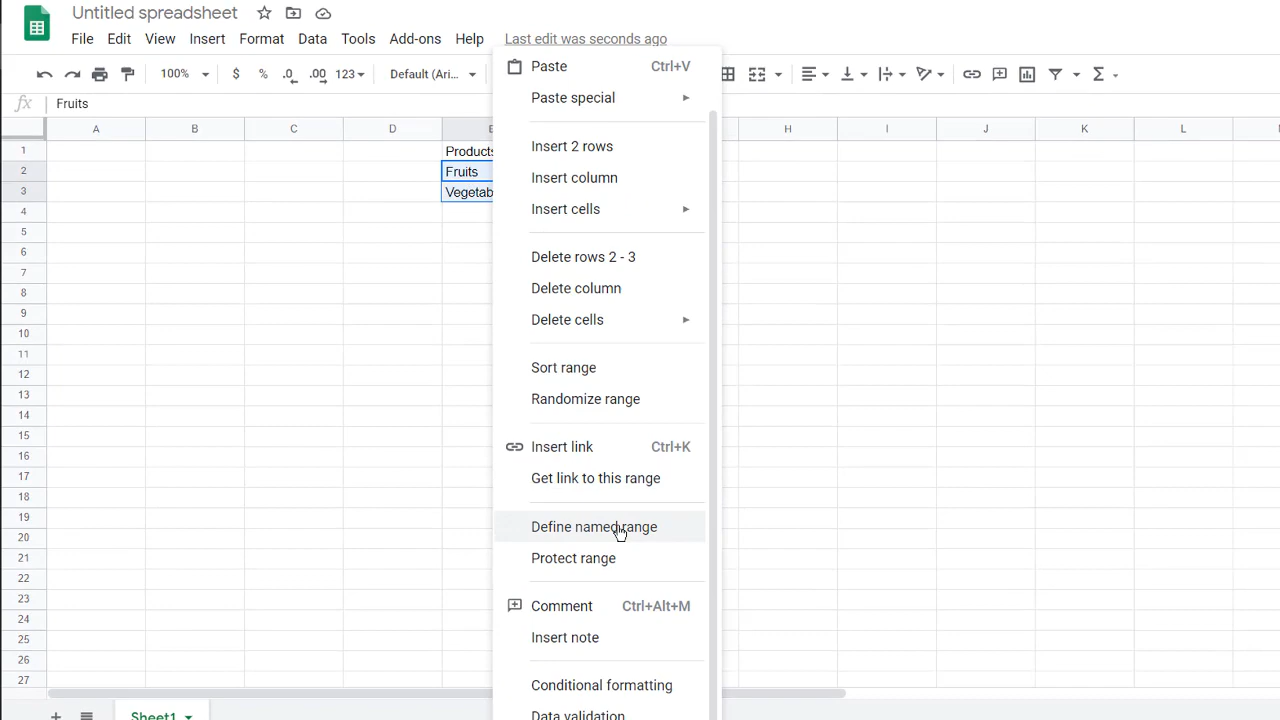 Untitled spreadsheet
File Edit View Insert Format Data Tools Add-ons Help Last edit was seconds ago
100% $ % .0 .00 123 Default (Ari...
fx Fruits
A B C D H I J K L
1 Products
2 Fruits
3 Vegetab
4
5
6
7
8
9
10
11
12
13
14
15
16
17
18
19
20
21
22
23
24
25
26
27
Paste Ctrl+V
Paste special
Insert 2 rows
Insert column
Insert cells
Delete rows 2 - 3
Delete column
Delete cells
Sort range
Randomize range
Insert link Ctrl+K
Get link to this range
Define named range
Protect range
Comment Ctrl+Alt+M
Insert note
Conditional formatting
Data validation
Sheet1